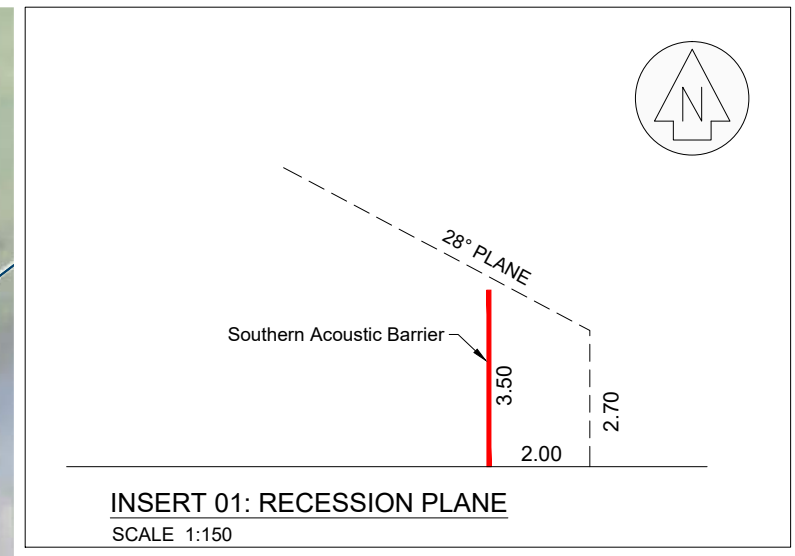 N
28° PLANE
Southern Acoustic Barrier
3.50
2.70
2.00
INSERT 01: RECESSION PLANE
SCALE 1:150